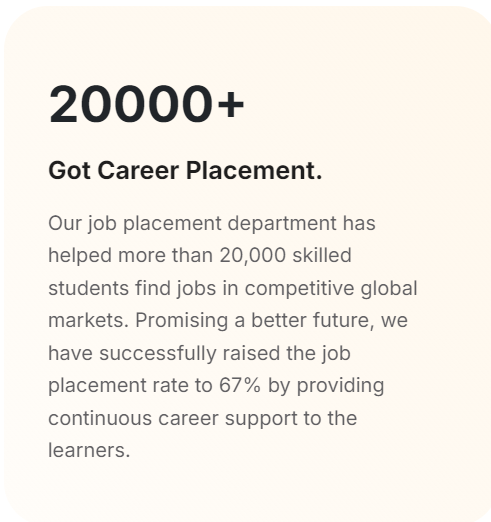 20000+
Got Career Placement.
Our job placement department has
helped more than 20,000 skilled
students find jobs in competitive global
markets. Promising a better future, we
have successfully raised the job
placement rate to 67% by providing
continuous career support to the
learners.